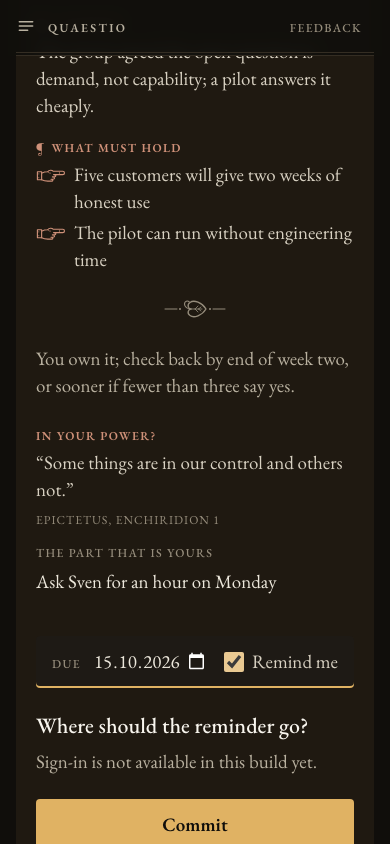 QUAESTIO
FEEDBACK
The group agreed the open question is
demand, not capability; a pilot answers it
cheaply.
¶ WHAT MUST HOLD
☞ Five customers will give two weeks of
honest use
☞ The pilot can run without engineering
time
You own it; check back by end of week two,
or sooner if fewer than three say yes.
IN YOUR POWER?
“Some things are in our control and others
not.”
EPICTETUS, ENCHIRIDION 1
THE PART THAT IS YOURS
Ask Sven for an hour on Monday
DUE 15.10.2026 Remind me
Where should the reminder go?
Sign-in is not available in this build yet.
Commit